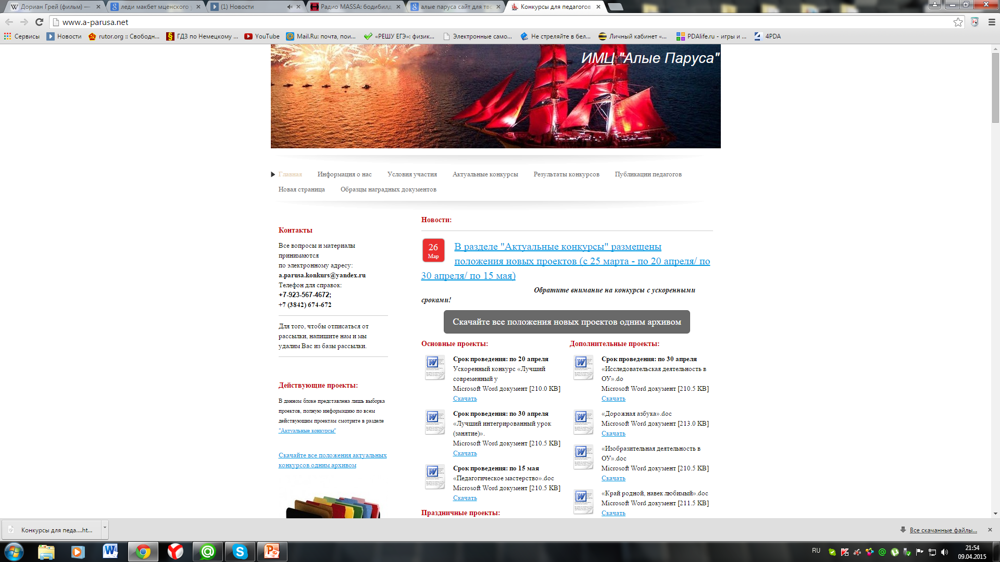 Дориан Грей (фильм) —
леди макбет мценского у
(1) Новости
Радио MASSA: бодибилд
алые паруса сайт для тво
Конкурсы для педагогов
www.a-parusa.net
Сервисы
Новости
rutor.org :: Свободн...
ГДЗ по Немецкому ...
YouTube
Mail.Ru: почта, пои...
«РЕШУ ЕГЭ»: физик...
Электронные само...
Не стреляйте в бел...
Личный кабинет «...
PDAlife.ru - игры и ...
4PDA
ИМЦ "Алые Паруса"
Главная
Информация о нас
Условия участия
Актуальные конкурсы
Результаты конкурсов
Публикации педагогов
Новая страница
Образцы наградных документов
Контакты
Все вопросы и материалы
принимаются
по электронному адресу:
a.parusa.konkurs@yandex.ru
Телефон для справок:
+7-923-567-4672;
+7 (3842) 674-672
Для того, чтобы отписаться от
рассылки, напишите нам и мы
удалим Вас из базы рассылки.
Действующие проекты:
В данном блоке представлена лишь выборка
проектов, полную информацию по всем
действующим проектам смотрите в разделе
"Актуальные конкурсы"
Скачайте все положения актуальных
конкурсов одним архивом
Новости:
26
Мар
В разделе "Актуальные конкурсы" размещены
положения новых проектов (с 25 марта - по 20 апреля/ по
30 апреля/ по 15 мая)
Обратите внимание на конкурсы с ускоренными
сроками!
Скачайте все положения новых проектов одним архивом
Основные проекты:
Срок проведения: по 20 апреля
Ускоренный конкурс «Лучший
современный у
Microsoft Word документ [210.0 KB]
Скачать
Срок проведения: по 30 апреля
«Лучший интегрированный урок
(занятие)».
Microsoft Word документ [210.5 KB]
Скачать
Срок проведения: по 15 мая
«Педагогическое мастерство».doc
Microsoft Word документ [210.5 KB]
Скачать
Праздничные проекты:
Дополнительные проекты:
Срок проведения: по 30 апреля
«Исследовательская деятельность в
ОУ».do
Microsoft Word документ [210.5 KB]
Скачать
«Дорожная азбука».doc
Microsoft Word документ [213.0 KB]
Скачать
«Изобразительная деятельность в
ОУ».doc
Microsoft Word документ [210.5 KB]
Скачать
«Край родной, навек любимый».doc
Microsoft Word документ [211.5 KB]
Скачать
Конкурсы для педа....ht...
Все скачанные файлы...
RU
21:54
09.04.2015